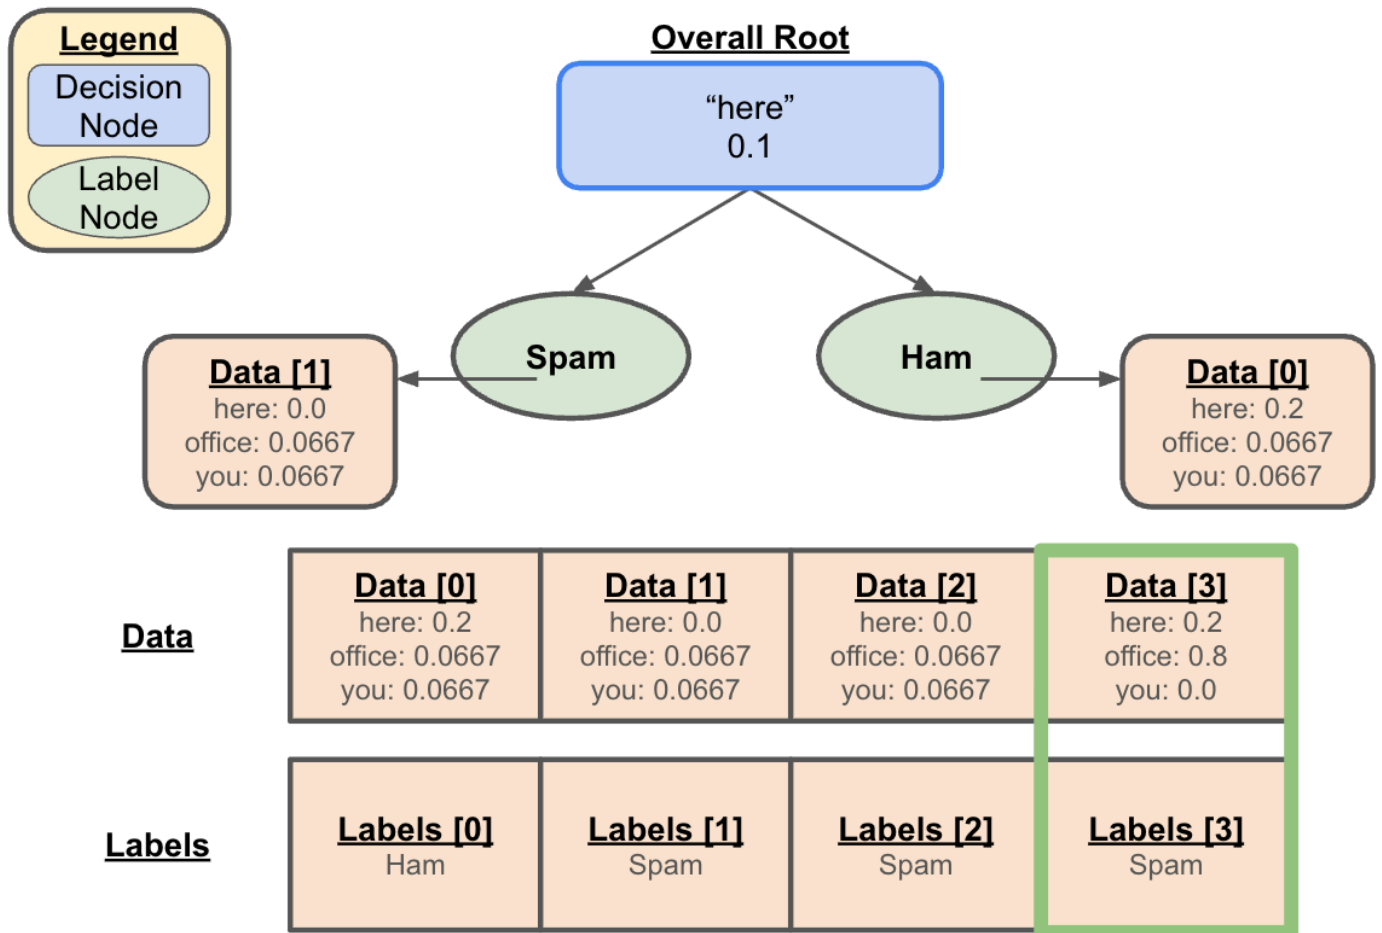 Legend
Decision
Node
Label
Node
Overall Root
“here”
0.1
Spam
Ham
Data [1]
here: 0.0
office: 0.0667
you: 0.0667
Data [0]
here: 0.2
office: 0.0667
you: 0.0667
Data
Data [0]
here: 0.2
office: 0.0667
you: 0.0667
Data [1]
here: 0.0
office: 0.0667
you: 0.0667
Data [2]
here: 0.0
office: 0.0667
you: 0.0667
Data [3]
here: 0.2
office: 0.8
you: 0.0
Labels
Labels [0]
Ham
Labels [1]
Spam
Labels [2]
Spam
Labels [3]
Spam